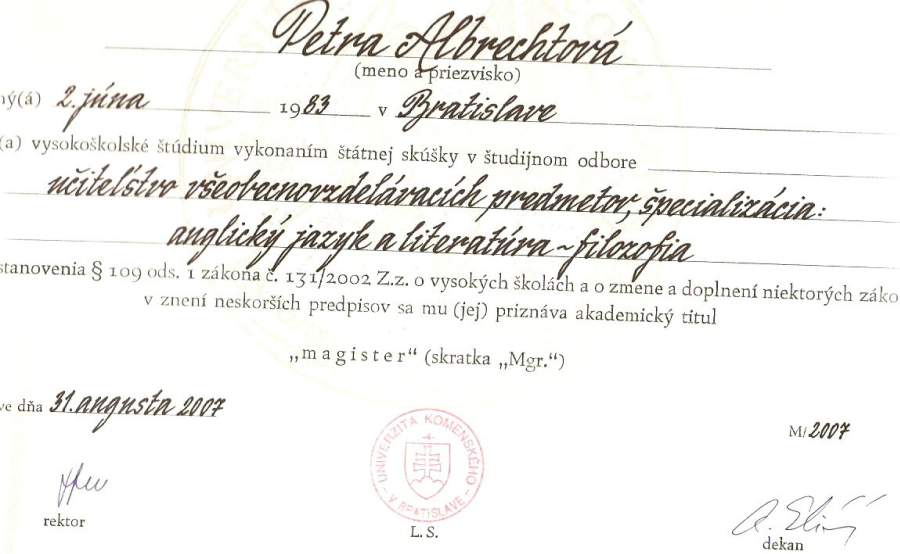 Petra Albrechtová
(meno a priezvisko)
ný(á) 2. júna 1983 v Bratislave
(a) vysokoškolské štúdium vykonaním štátnej skúšky v študijnom odbore
učiteľstvo všeobecnovzdelávacích predmetov, špecializácia:
anglický jazyk a literatúra - filozofia
stanovenia § 109 ods. 1 zákona č. 131/2002 Z.z. o vysokých školách a o zmene a doplnení niektorých záko
v znení neskorších predpisov sa mu (jej) priznáva akademický titul
„magister“ (skratka „Mgr.“)
ve dňa 31. augusta 2007
M/2007
UNIVERZITA KOMENSKÉHO
V BRATISLAVE
rektor
L. S.
dekan